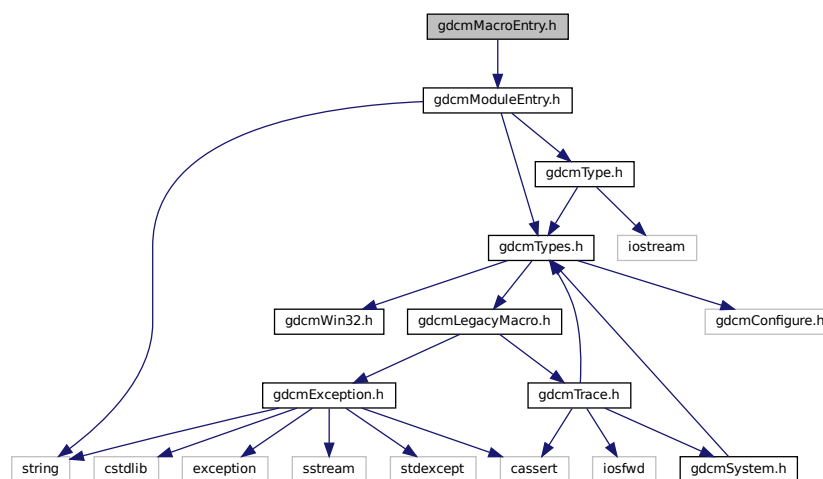 gdcmMacroEntry.h
gdcmModuleEntry.h
gdcmType.h
gdcmTypes.h
iostream
gdcmWin32.h
gdcmLegacyMacro.h
gdcmConfigure.h
gdcmException.h
gdcmTrace.h
string
cstdlib
exception
sstream
stdexcept
cassert
iosfwd
gdcmSystem.h